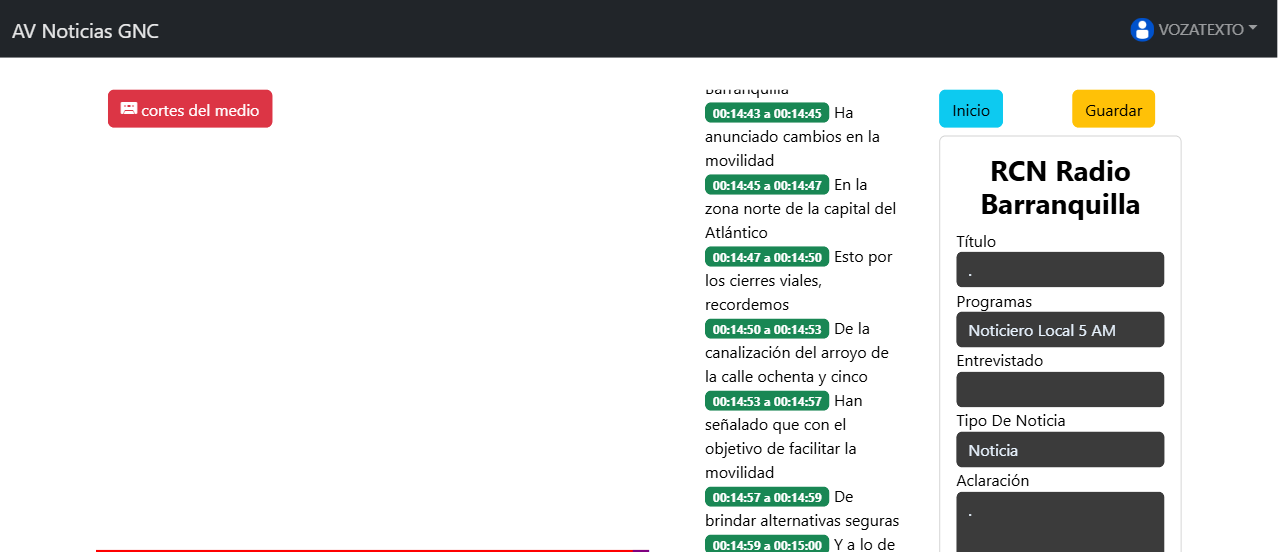 AV Noticias GNC
VOZATEXTO
cortes del medio
Barranquilla
00:14:43 a 00:14:45 Ha
anunciado cambios en la
movilidad
00:14:45 a 00:14:47 En la
zona norte de la capital del
Atlántico
00:14:47 a 00:14:50 Esto por
los cierres viales,
recordemos
00:14:50 a 00:14:53 De la
canalización del arroyo de
la calle ochenta y cinco
00:14:53 a 00:14:57 Han
señalado que con el
objetivo de facilitar la
movilidad
00:14:57 a 00:14:59 De
brindar alternativas seguras
00:14:59 a 00:15:00 Y a lo de
Inicio
Guardar
RCN Radio
Barranquilla
Título
.
Programas
Noticiero Local 5 AM
Entrevistado
Tipo De Noticia
Noticia
Aclaración
.